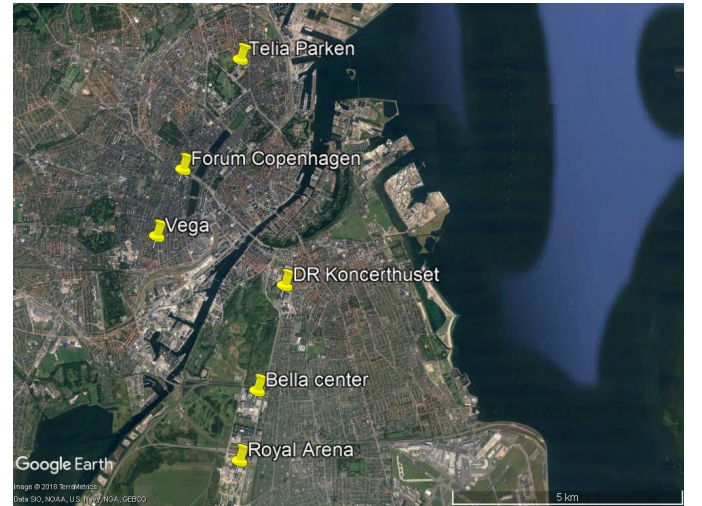 Telia Parken
Forum Copenhagen
Vega
DR Koncerthuset
Bella center
Royal Arena
Google Earth
Image © 2018 TerraMetrics
Data SIO, NOAA, U.S. Navy, NGA, GEBCO
5 km